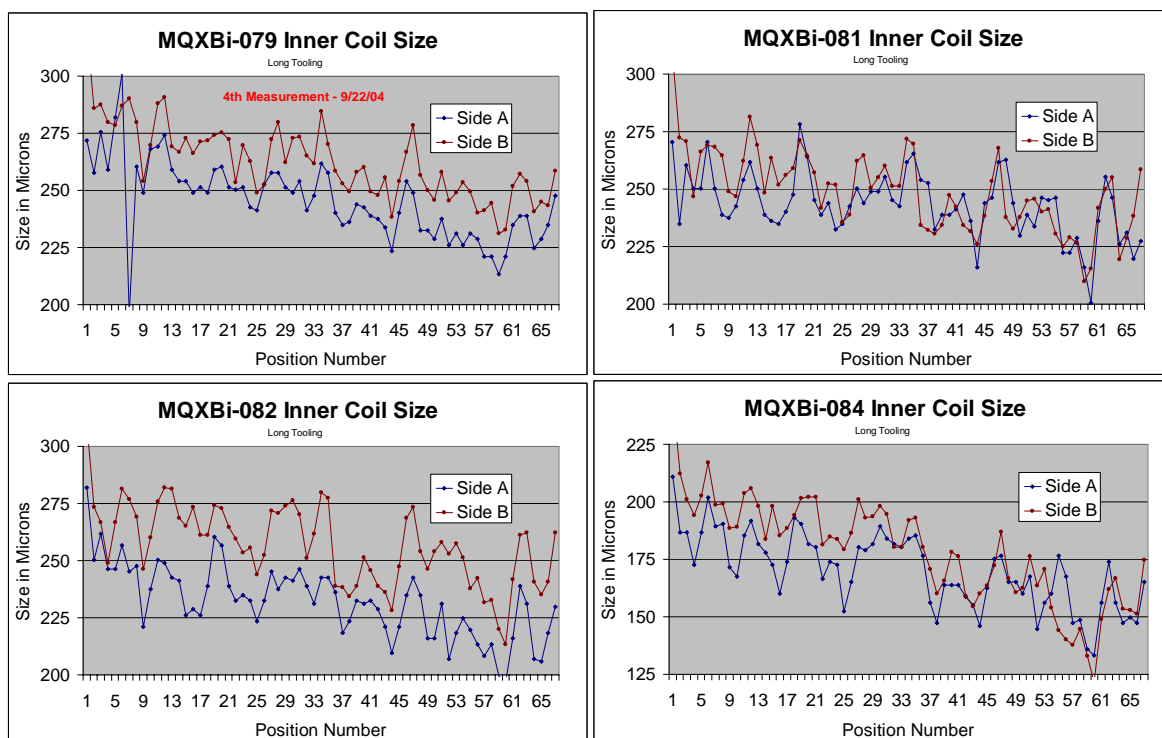 MQXBi-079 Inner Coil Size
Long Tooling
4th Measurement - 9/22/04
Side A
Side B
Size in Microns
300
275
250
225
200
1 5 9 13 17 21 25 29 33 37 41 45 49 53 57 61 65
Position Number
MQXBi-081 Inner Coil Size
Long Tooling
Side A
Side B
Size in Microns
300
275
250
225
200
1 5 9 13 17 21 25 29 33 37 41 45 49 53 57 61 65
Position Number
MQXBi-082 Inner Coil Size
Long Tooling
Side A
Side B
Size in Microns
300
275
250
225
200
1 5 9 13 17 21 25 29 33 37 41 45 49 53 57 61 65
Position Number
MQXBi-084 Inner Coil Size
Long Tooling
Side A
Side B
Size in Microns
225
200
175
150
125
1 5 9 13 17 21 25 29 33 37 41 45 49 53 57 61 65
Position Number